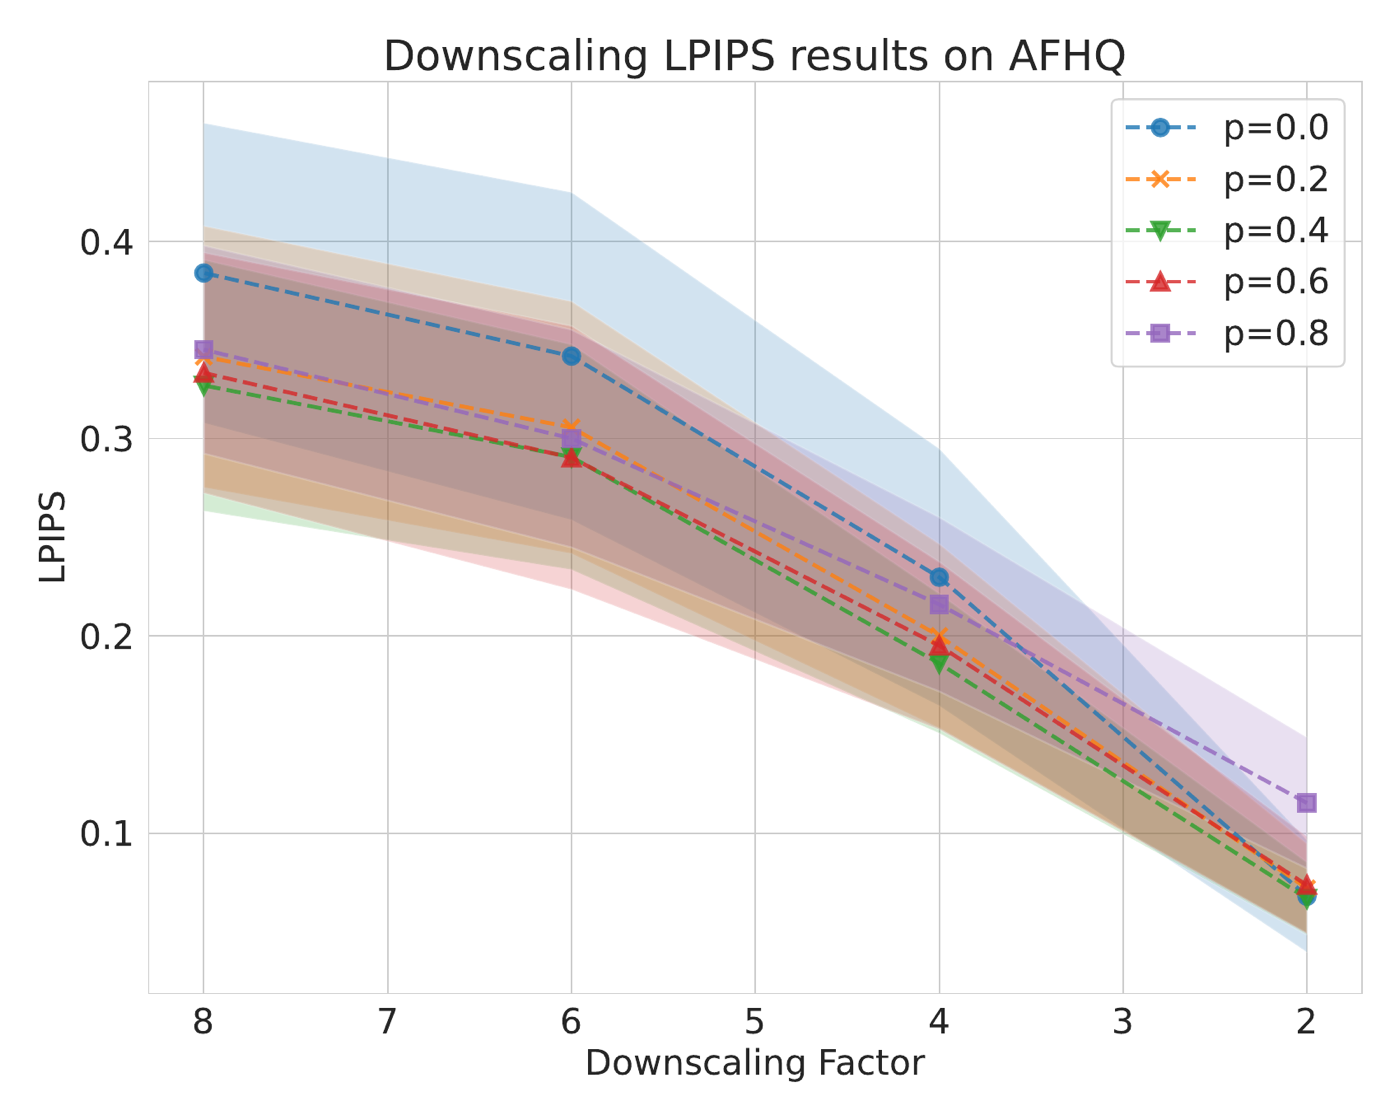 Downscaling LPIPS results on AFHQ
p=0.0
p=0.2
p=0.4
p=0.6
p=0.8
0.4
0.3
0.2
0.1
LPIPS
8 7 6 5 4 3 2
Downscaling Factor